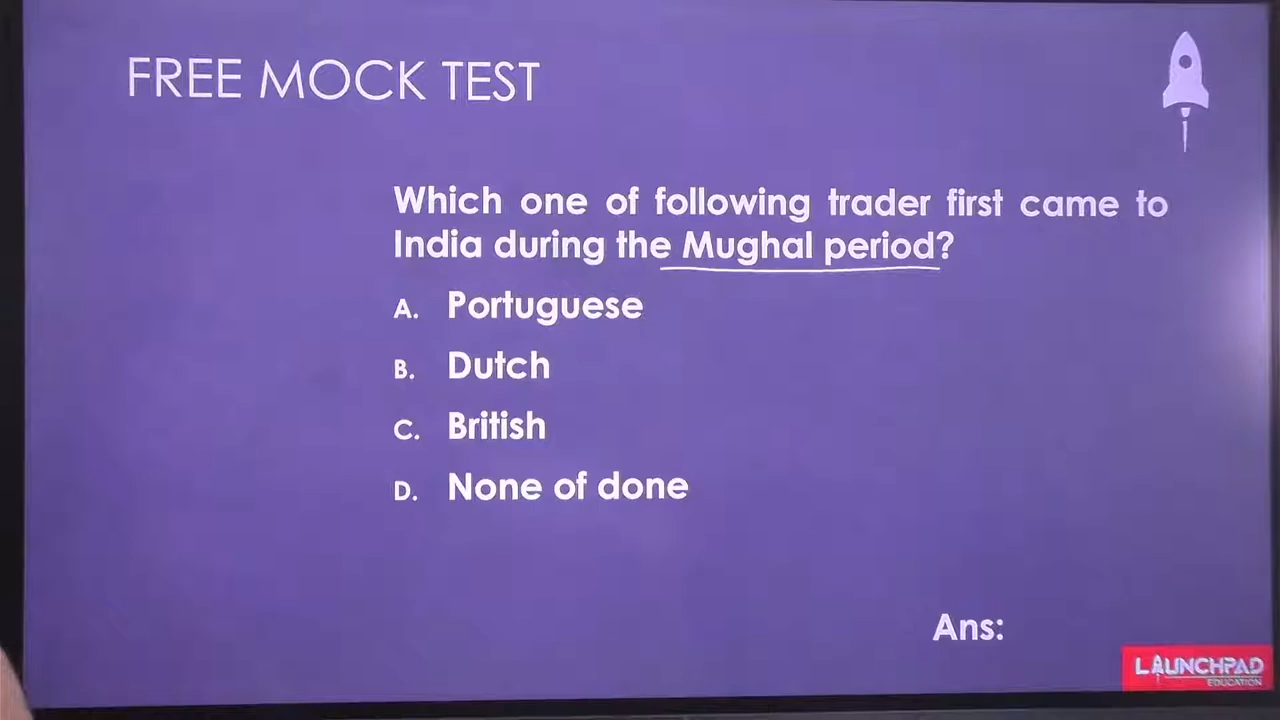 FREE MOCK TEST
Which one of following trader first came to
India during the Mughal period?
A. Portuguese
B. Dutch
C. British
D. None of done
Ans:
LAUNCHPAD
EDUCATION